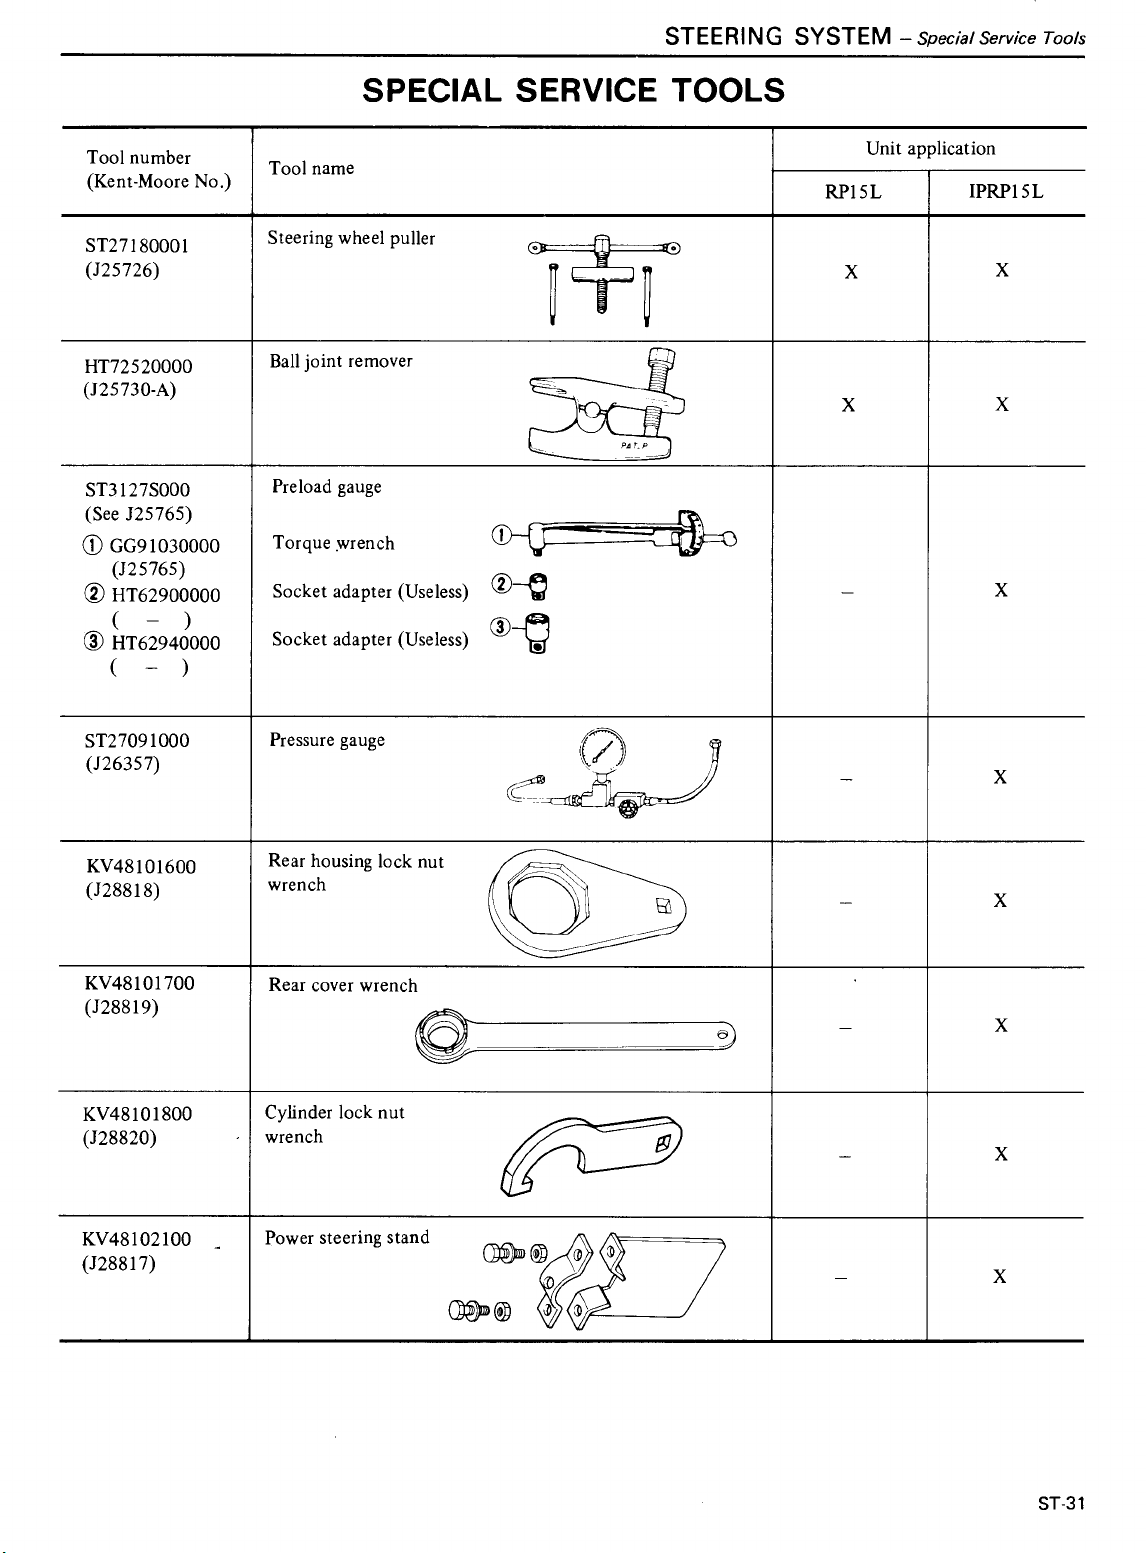 STEERING SYSTEM – Special Service Tools
SPECIAL SERVICE TOOLS
Tool number
(Kent-Moore No.)
Tool name
Unit application
RP15L
IPRP15L
ST27180001
(J25726)
Steering wheel puller
X
X
HT72520000
(J25730-A)
Ball joint remover
PAT.P
X
X
ST3127S000
(See J25765)
① GG91030000
(J25765)
② HT62900000
( – )
③ HT62940000
( – )
Preload gauge
Torque wrench
Socket adapter (Useless)
Socket adapter (Useless)
①
②
③
–
X
ST27091000
(J26357)
Pressure gauge
–
X
KV48101600
(J28818)
Rear housing lock nut
wrench
–
X
KV48101700
(J28819)
Rear cover wrench
–
X
KV48101800
(J28820)
Cylinder lock nut
wrench
–
X
KV48102100
(J28817)
Power steering stand
–
X
ST-31